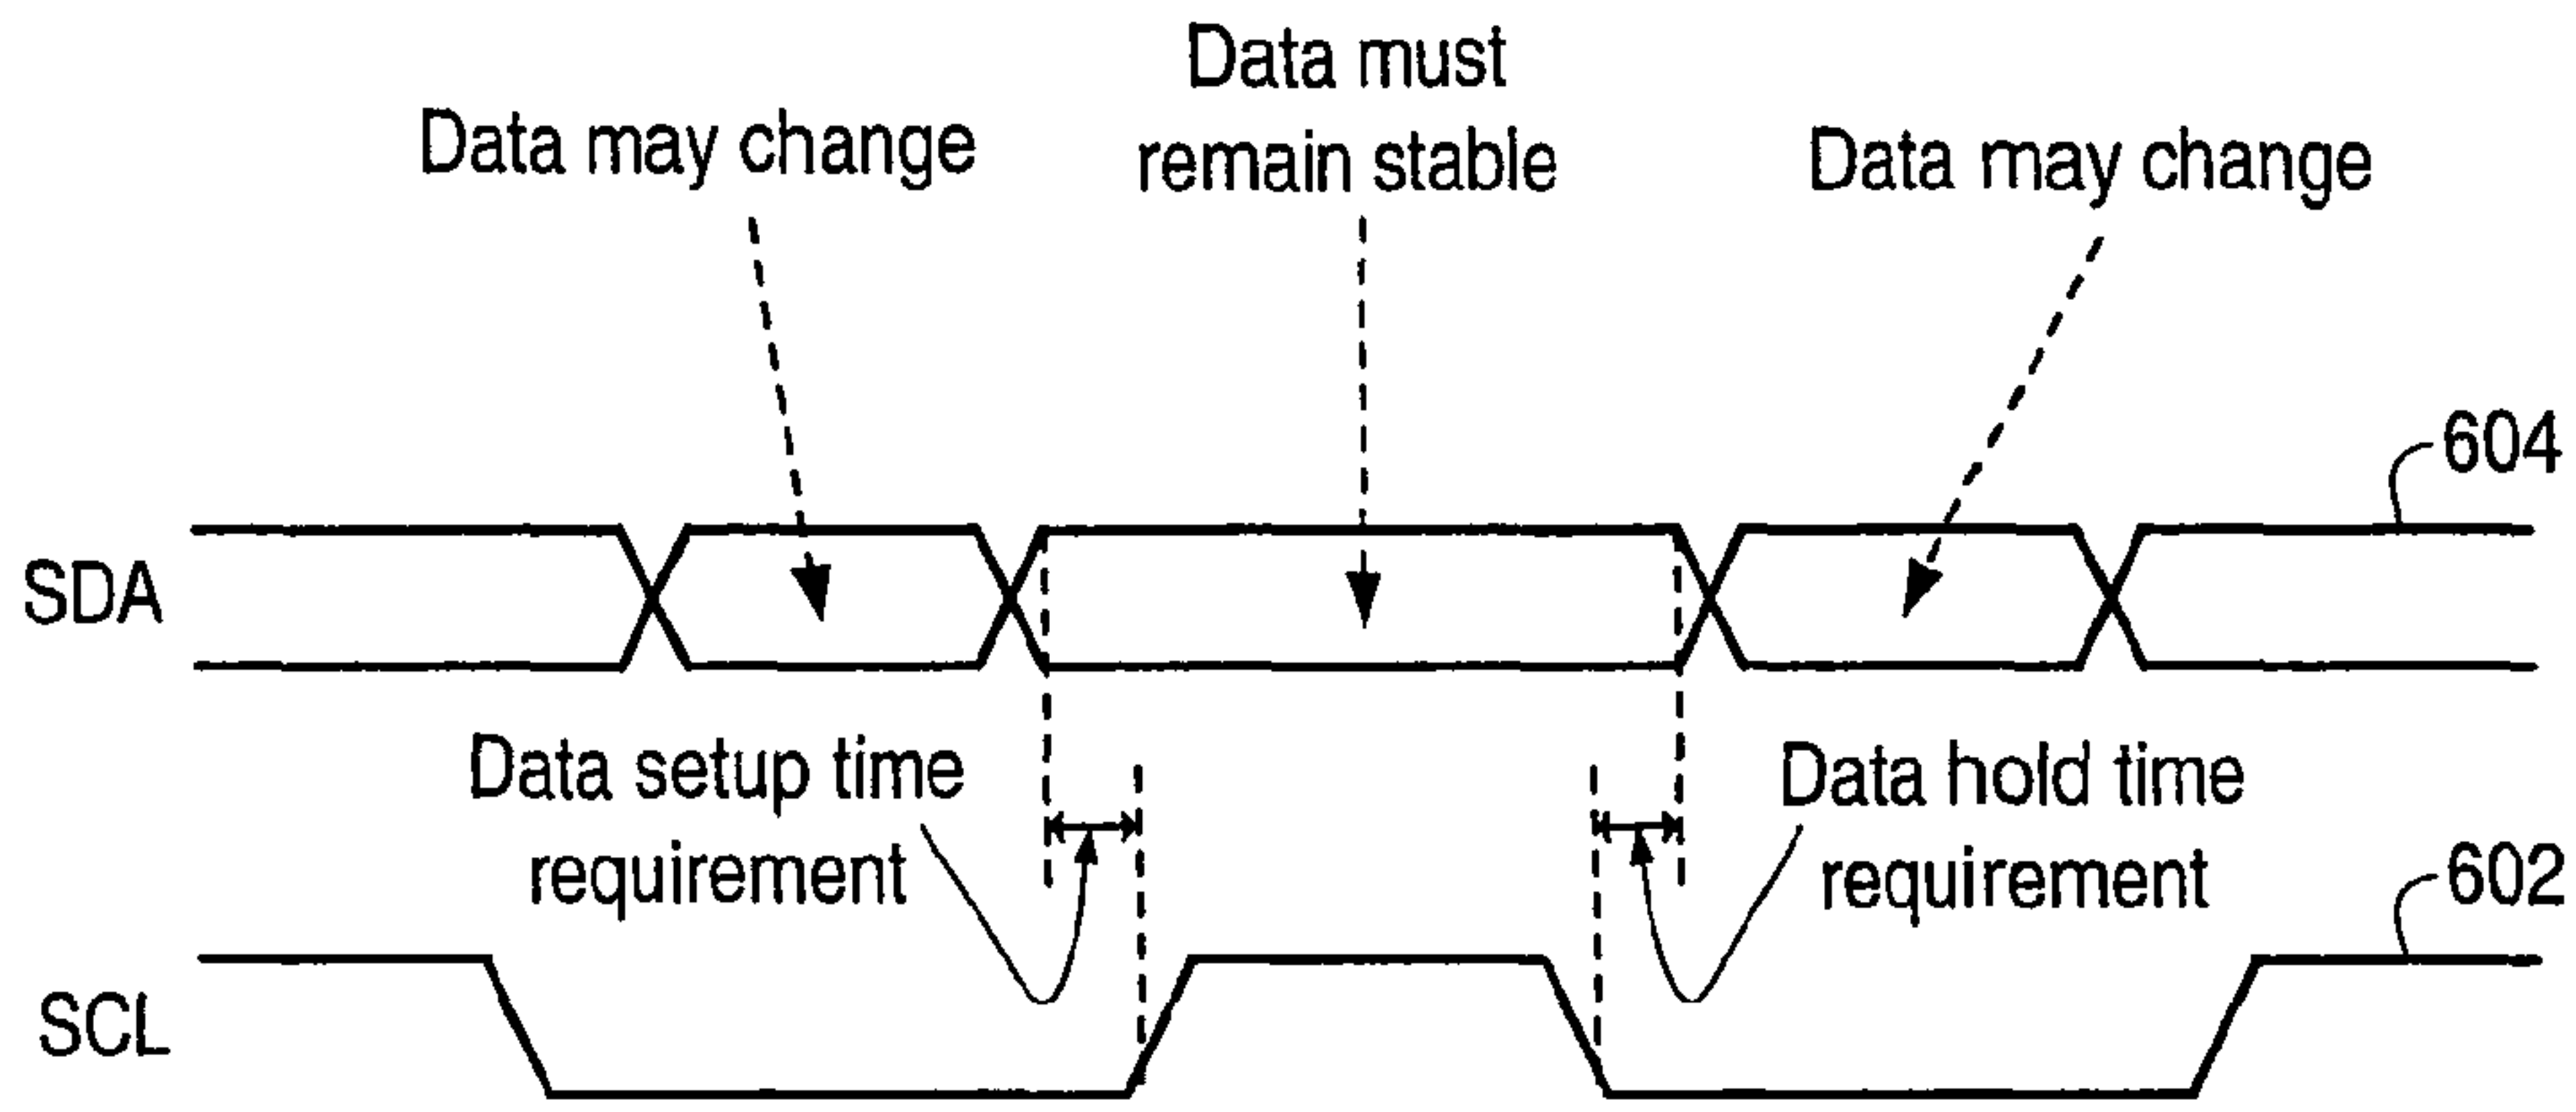 Data must
remain stable
Data may change
Data may change
604
SDA
Data setup time
requirement
Data hold time
requirement
602
SCL